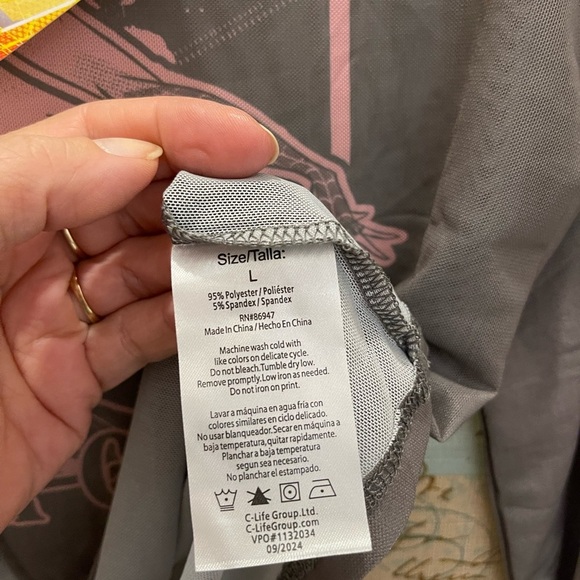 Size/Talla:
L
95% Polyester/Poliéster
5% Spandex/Spandex
RN#86947
Made In China / Hecho En China
Machine wash cold with
like colors on delicate cycle.
Do not bleach.Tumble dry low.
Remove promptly. Low iron as needed.
Do not iron on print.
Lavar a máquina en agua fría con
colores similares en ciclo delicado.
No usar blanqueador. Secar en máquina a
baja temperatura, quitar rapidamente.
Planchar a baja temperatura
segun sea necesario.
No planchar el estampado.
C-Life Group Ltd.
C-LifeGroup.com
VPO#1132034
09/2024